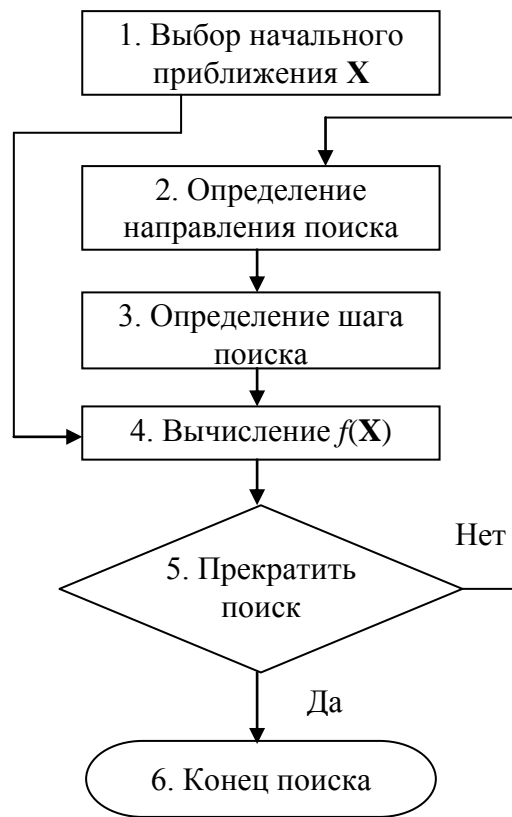 1. Выбор начального
приближения X
2. Определение
направления поиска
3. Определение шага
поиска
4. Вычисление f(X)
5. Прекратить
поиск
Нет
Да
6. Конец поиска